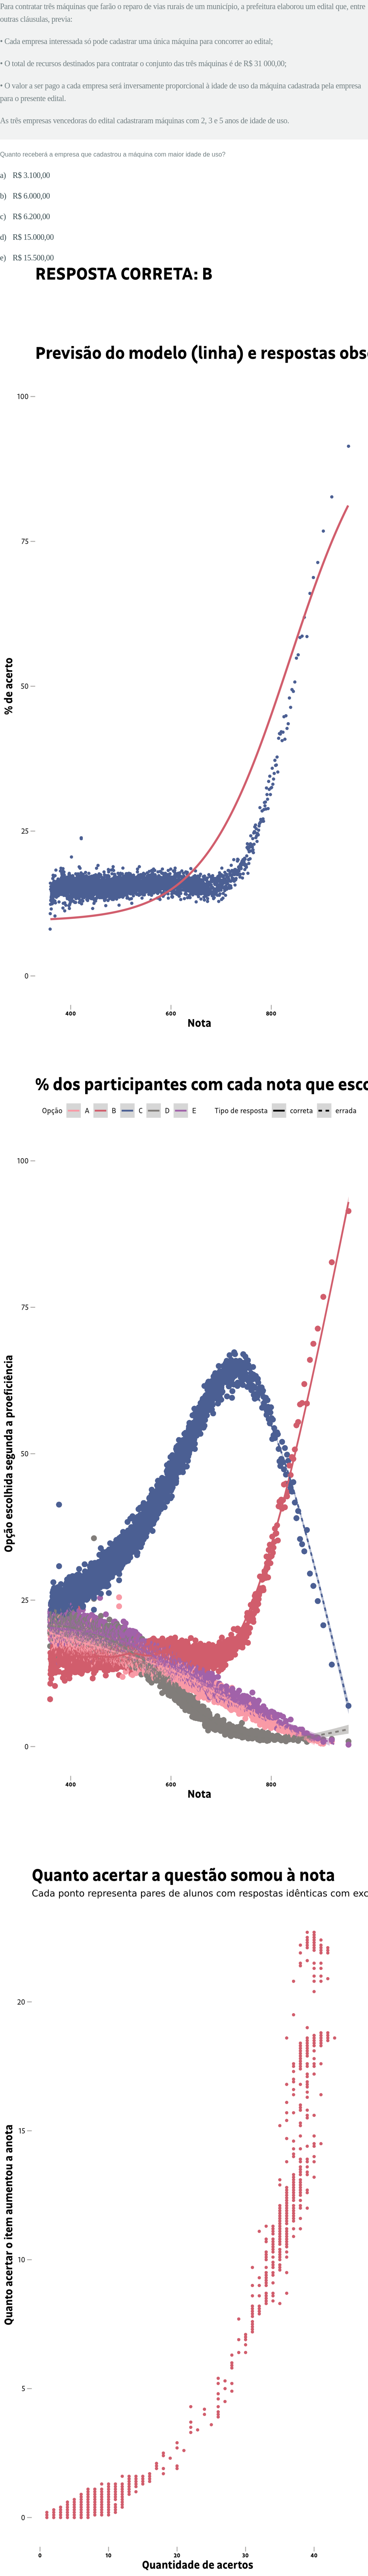 Para contratar três máquinas que farão o reparo de vias rurais de um município, a prefeitura elaborou um edital que, entre
outras cláusulas, previa:
• Cada empresa interessada só pode cadastrar uma única máquina para concorrer ao edital;
• O total de recursos destinados para contratar o conjunto das três máquinas é de R$ 31 000,00;
• O valor a ser pago a cada empresa será inversamente proporcional à idade de uso da máquina cadastrada pela empresa
para o presente edital.
As três empresas vencedoras do edital cadastraram máquinas com 2, 3 e 5 anos de idade de uso.
Quanto receberá a empresa que cadastrou a máquina com maior idade de uso?
a) R$ 3.100,00
b) R$ 6.000,00
c) R$ 6.200,00
d) R$ 15.000,00
e) R$ 15.500,00
RESPOSTA CORRETA: B
Previsão do modelo (linha) e respostas obs
100
75
50
25
0
% de acerto
400 600 800
Nota
% dos participantes com cada nota que esco
Opção A B C D E Tipo de resposta correta errada
100
75
50
25
0
Opção escolhida segunda a proeficiência
400 600 800
Nota
Quanto acertar a questão somou à nota
Cada ponto representa pares de alunos com respostas idênticas com exc
20
15
10
5
0
Quanto acertar o item aumentou a anota
0 10 20 30 40
Quantidade de acertos